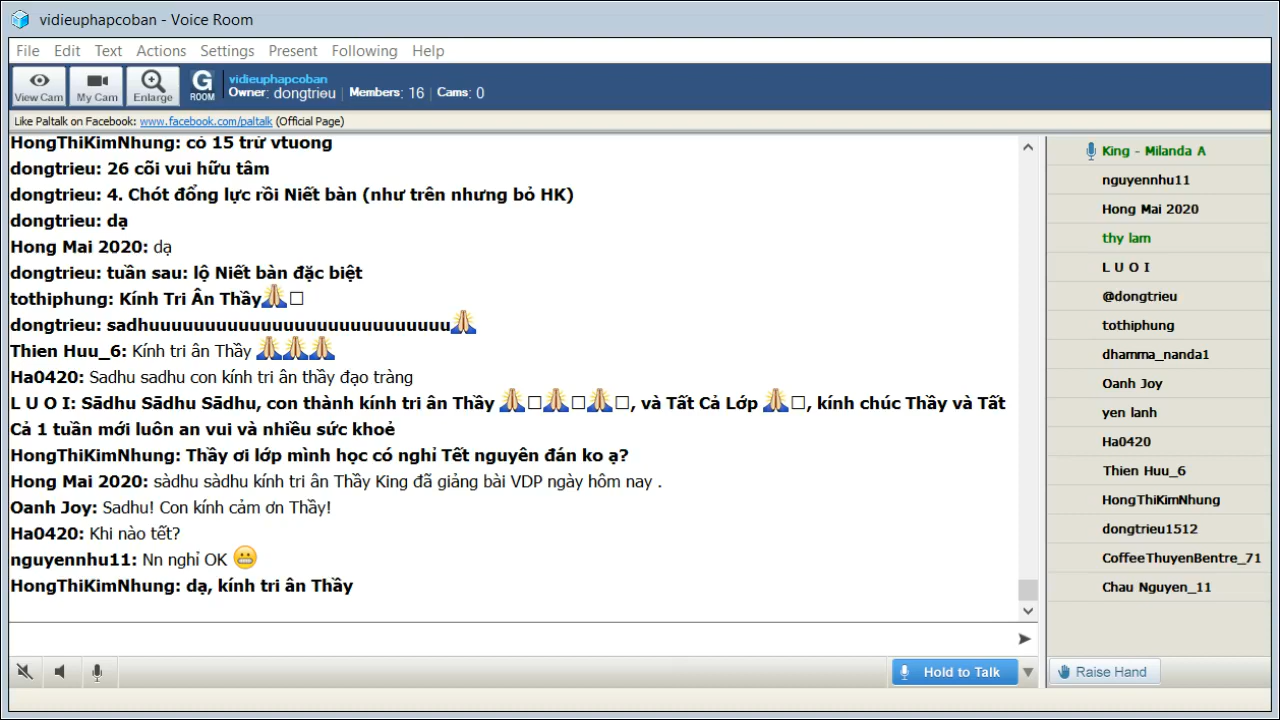 vidieuphapcoban - Voice Room
File Edit Text Actions Settings Present Following Help
View Cam My Cam Enlarge G ROOM
vidieuphapcoban
Owner: dongtrieu | Members: 16 | Cams: 0
Like Paltalk on Facebook: www.facebook.com/paltalk (Official Page)
HongThiKimNhung: có 15 trừ vtuong
dongtrieu: 26 cõi vui hữu tâm
dongtrieu: 4. Chót đổng lực rồi Niết bàn (như trên nhưng bỏ HK)
dongtrieu: dạ
Hong Mai 2020: dạ
dongtrieu: tuần sau: lộ Niết bàn đặc biệt
tothiphung: Kính Tri Ân Thầy🙏□
dongtrieu: sadhuuuuuuuuuuuuuuuuuuuuuuuuuuu🙏
Thien Huu_6: Kính tri ân Thầy 🙏🙏🙏
Ha0420: Sadhu sadhu con kính tri ân thầy đạo tràng
L U O I: Sādhu Sādhu Sādhu, con thành kính tri ân Thầy 🙏□🙏□🙏□, và Tất Cả Lớp 🙏□, kính chúc Thầy và Tất
Cả 1 tuần mới luôn an vui và nhiều sức khoẻ
HongThiKimNhung: Thầy ơi lớp mình học có nghỉ Tết nguyên đán ko ạ?
Hong Mai 2020: sàdhu sàdhu kính tri ân Thầy King đã giảng bài VDP ngày hôm nay .
Oanh Joy: Sadhu! Con kính cảm ơn Thầy!
Ha0420: Khi nào tết?
nguyennhu11: Nn nghỉ OK 😬
HongThiKimNhung: dạ, kính tri ân Thầy
Hold to Talk
King - Milanda A
nguyennhu11
Hong Mai 2020
thy lam
L U O I
@dongtrieu
tothiphung
dhamma_nanda1
Oanh Joy
yen lanh
Ha0420
Thien Huu_6
HongThiKimNhung
dongtrieu1512
CoffeeThuyenBentre_71
Chau Nguyen_11
Raise Hand